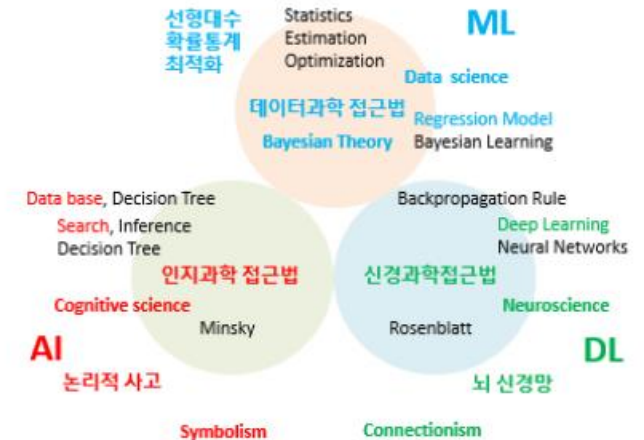 선형대수
확률통계
최적화
Statistics
Estimation
Optimization
ML
Data science
데이터과학 접근법
Bayesian Theory
Regression Model
Bayesian Learning
Data base, Decision Tree
Search, Inference
Decision Tree
인지과학 접근법
Cognitive science
Minsky
AI
논리적 사고
Symbolism
Backpropagation Rule
Deep Learning
Neural Networks
신경과학접근법
Neuroscience
Rosenblatt
DL
뇌 신경망
Connectionism